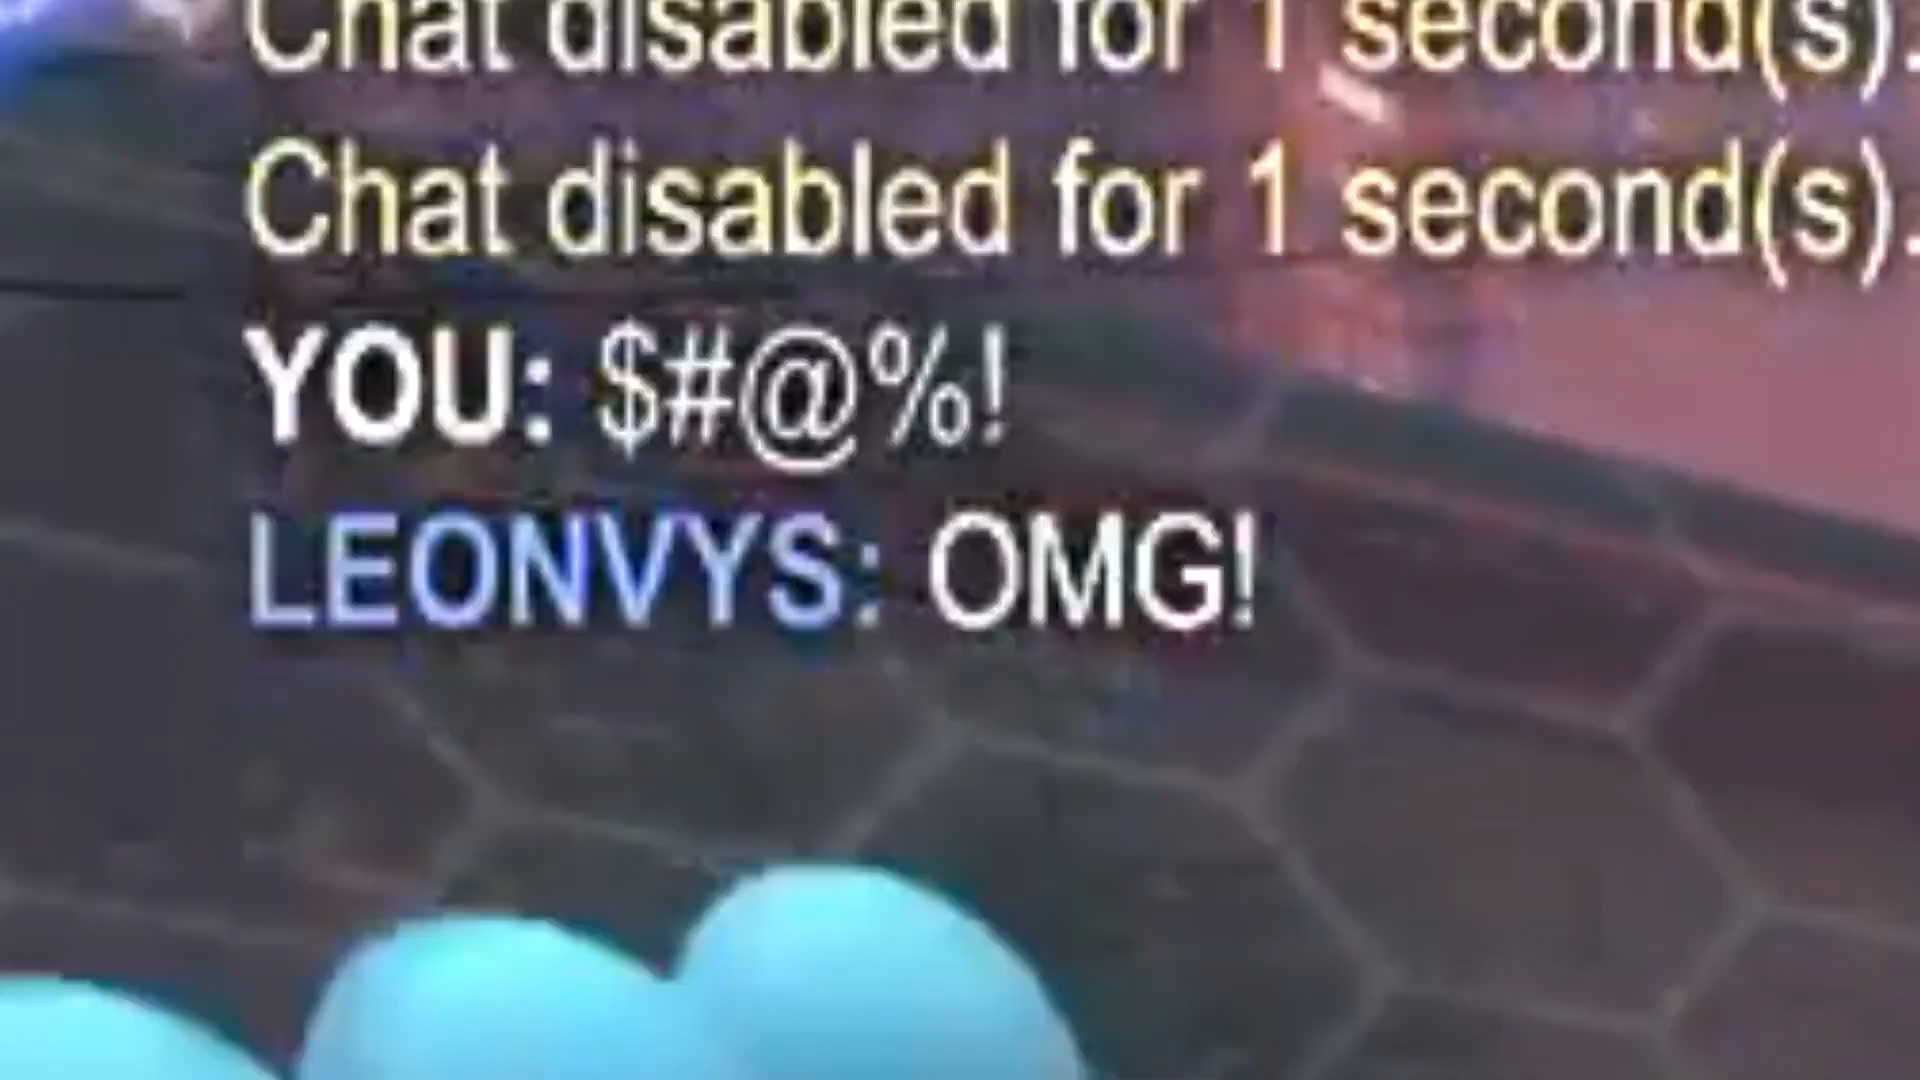 Chat disabled for 1 second(s).
Chat disabled for 1 second(s).
YOU: $#@%!
LEONVYS: OMG!